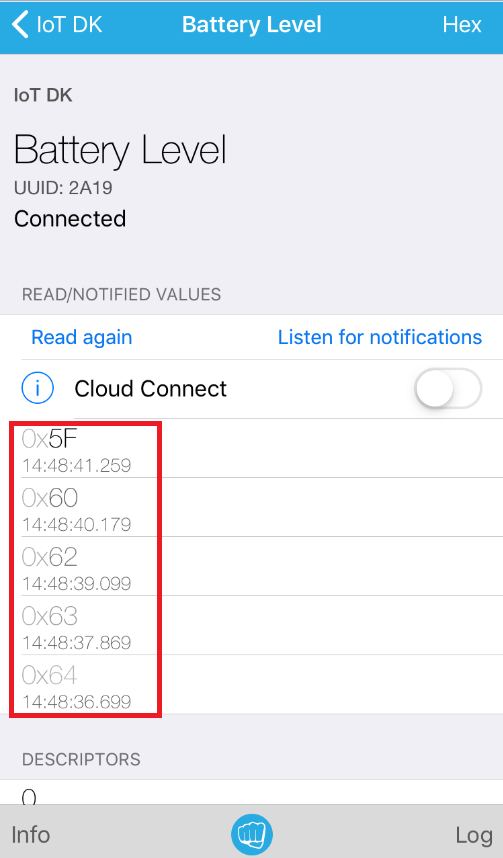 IoT DK Battery Level Hex
IoT DK
Battery Level
UUID: 2A19
Connected
READ/NOTIFIED VALUES
Read again Listen for notifications
i Cloud Connect
0x5F
14:48:41.259
0x60
14:48:40.179
0x62
14:48:39.099
0x63
14:48:37.869
0x64
14:48:36.699
DESCRIPTORS
0
Info Log